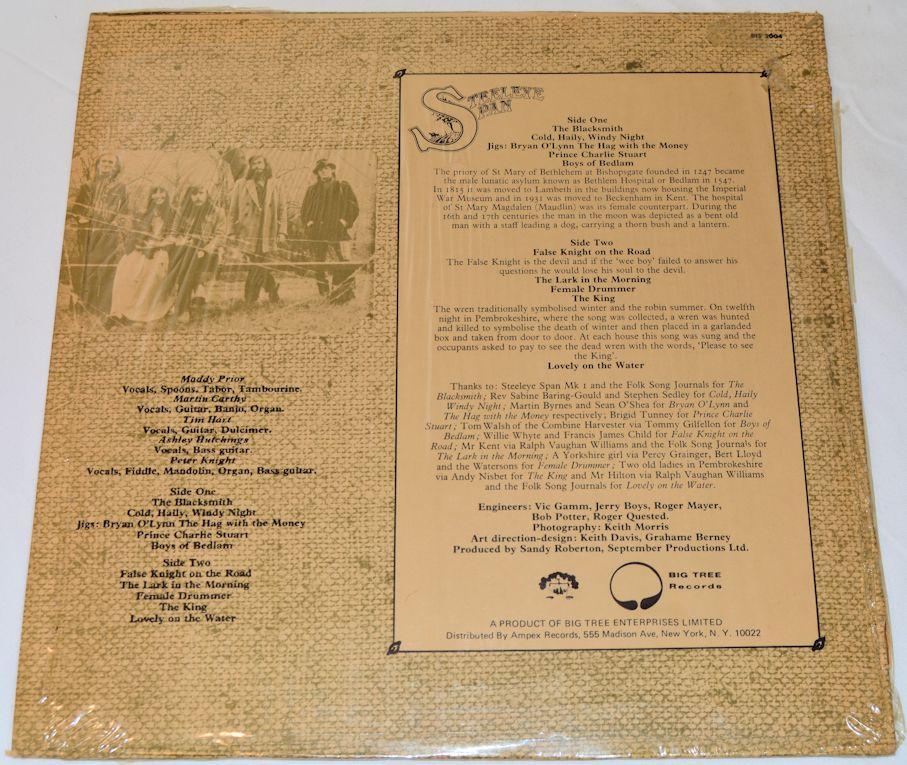 BTS 2004
STEELEYE
SPAN
Side One
The Blacksmith
Cold, Haily, Windy Night
Jigs: Bryan O'Lynn The Hag with the Money
Prince Charlie Stuart
Boys of Bedlam
The priory of St Mary of Bethlehem at Bishopsgate founded in 1247 became
the male lunatic asylum known as Bethlem Hospital or Bedlam in 1547.
In 1815 it was moved to Lambeth in the buildings now housing the Imperial
War Museum and in 1931 was moved to Beckenham in Kent. The hospital
of St Mary Magdalen (Maudlin) was its female counterpart. During the
16th and 17th centuries the man in the moon was depicted as a bent old
man with a staff leading a dog, carrying a thorn bush and a lantern.
Side Two
False Knight on the Road
The False Knight is the devil and if the 'wee boy' failed to answer his
questions he would lose his soul to the devil.
The Lark in the Morning
Female Drummer
The King
The wren traditionally symbolised winter and the robin summer. On twelfth
night in Pembrokeshire, where the song was collected, a wren was hunted
and killed to symbolise the death of winter and then placed in a garlanded
box and taken from door to door. At each house this song was sung and the
occupants asked to pay to see the dead wren with the words, 'Please to see
the King'.
Lovely on the Water
Thanks to: Steeleye Span Mk 1 and the Folk Song Journals for The
Blacksmith; Rev Sabine Baring-Gould and Stephen Sedley for Cold, Haily
Windy Night; Martin Byrnes and Sean O'Shea for Bryan O'Lynn and
The Hag with the Money respectively; Brigid Tunney for Prince Charlie
Stuart; Tom Walsh of the Combine Harvester via Tommy Gilfellon for Boys of
Bedlam; Willie Whyte and Francis James Child for False Knight on the
Road; Mr Kent via Ralph Vaughan Williams and the Folk Song Journals for
The Lark in the Morning; A Yorkshire girl via Percy Grainger, Bert Lloyd
and the Watersons for Female Drummer; Two old ladies in Pembrokeshire
via Andy Nisbet for The King and Mr Hilton via Ralph Vaughan Williams
and the Folk Song Journals for Lovely on the Water.
Engineers: Vic Gamm, Jerry Boys, Roger Mayer,
Bob Potter, Roger Quested.
Photography: Keith Morris
Art direction-design: Keith Davis, Grahame Berney
Produced by Sandy Roberton, September Productions Ltd.
BIG TREE
Records
A PRODUCT OF BIG TREE ENTERPRISES LIMITED
Distributed By Ampex Records, 555 Madison Ave, New York, N. Y. 10022
Maddy Prior
Vocals, Spoons, Tabor, Tambourine.
Martin Carthy
Vocals, Guitar, Banjo, Organ.
Tim Hart
Vocals, Guitar, Dulcimer.
Ashley Hutchings
Vocals, Bass guitar.
Peter Knight
Vocals, Fiddle, Mandolin, Organ, Bass guitar.
Side One
The Blacksmith
Cold, Haily, Windy Night
Jigs: Bryan O'Lynn The Hag with the Money
Prince Charlie Stuart
Boys of Bedlam
Side Two
False Knight on the Road
The Lark in the Morning
Female Drummer
The King
Lovely on the Water